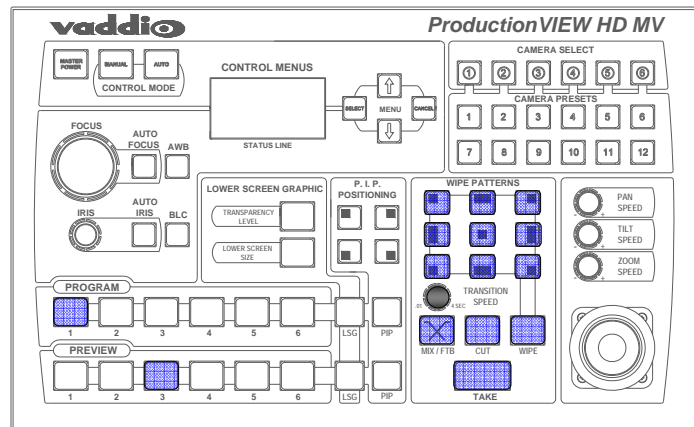 vaddio
ProductionVIEW HD MV
MASTER POWER
MANUAL
AUTO
CONTROL MODE
CONTROL MENUS
STATUS LINE
SELECT
MENU
CANCEL
CAMERA SELECT
1 2 3 4 5 6
CAMERA PRESETS
1 2 3 4 5 6
7 8 9 10 11 12
FOCUS
AUTO FOCUS
AWB
IRIS
AUTO IRIS
BLC
LOWER SCREEN GRAPHIC
TRANSPARENCY LEVEL
LOWER SCREEN SIZE
P. I. P. POSITIONING
WIPE PATTERNS
TRANSITION SPEED
4 SEC
MIX / FTB
CUT
WIPE
TAKE
- PAN SPEED +
- TILT SPEED +
- ZOOM SPEED +
PROGRAM
1 2 3 4 5 6 LSG PIP
PREVIEW
1 2 3 4 5 6 LSG PIP